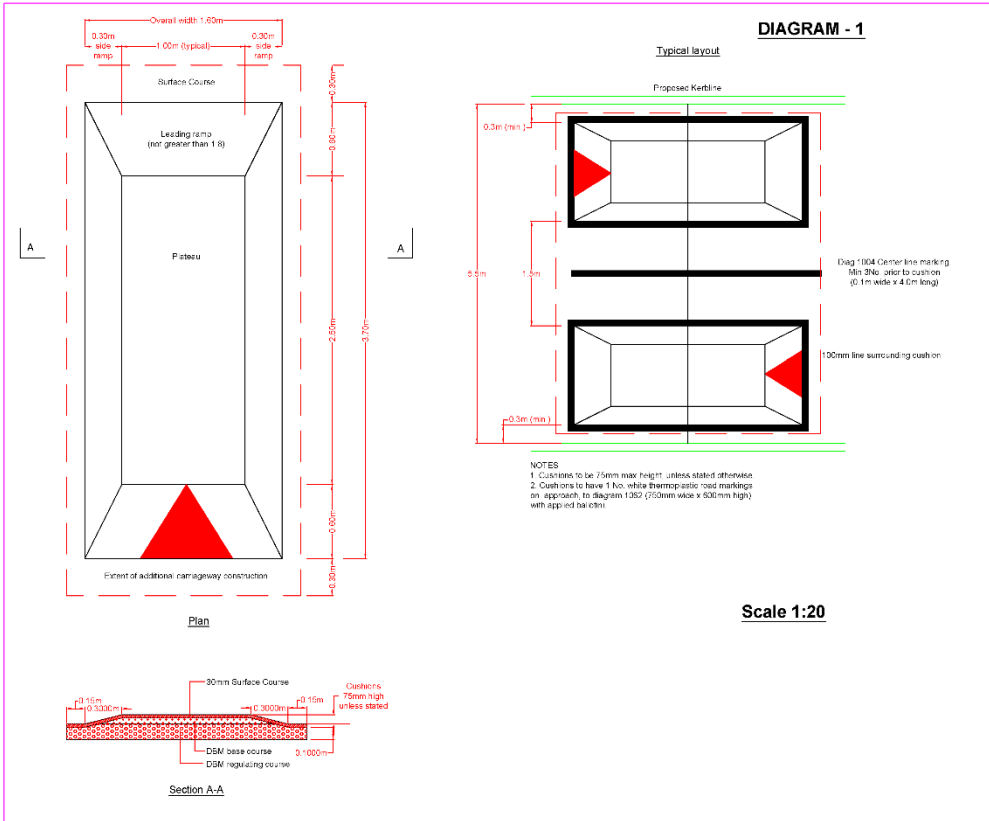 DIAGRAM - 1
Overall width 1.60m
0.30m
side
ramp
1.00m (typical)
0.30m
side
ramp
Surface Course
0.30m
Leading ramp
(not greater than 1 8)
0.60m
A
A
Plateau
2.50m
3.70m
0.60m
Extent of additional carriageway construction
0.30m
Plan
Typical layout
Proposed Kerbline
0.3m (min.)
5.5m
Diag 1004 Center line marking
Min 3No. prior to cushion
(0.1m wide x 4.0m long)
100mm line surrounding cushion
0.3m (min.)
NOTES
1. Cushions to be 75mm max height, unless stated otherwise
2. Cushions to have 1 No. white thermoplastic road markings
on approach, to diagram 1062 (750mm wide x 600mm high)
with applied ballotini.
Scale 1:20
30mm Surface Course
Cushions
75mm high
unless stated
0.15m
0.3000m
0.3000m
0.15m
DBM base course
DBM regulating course
0.1000m
Section A-A